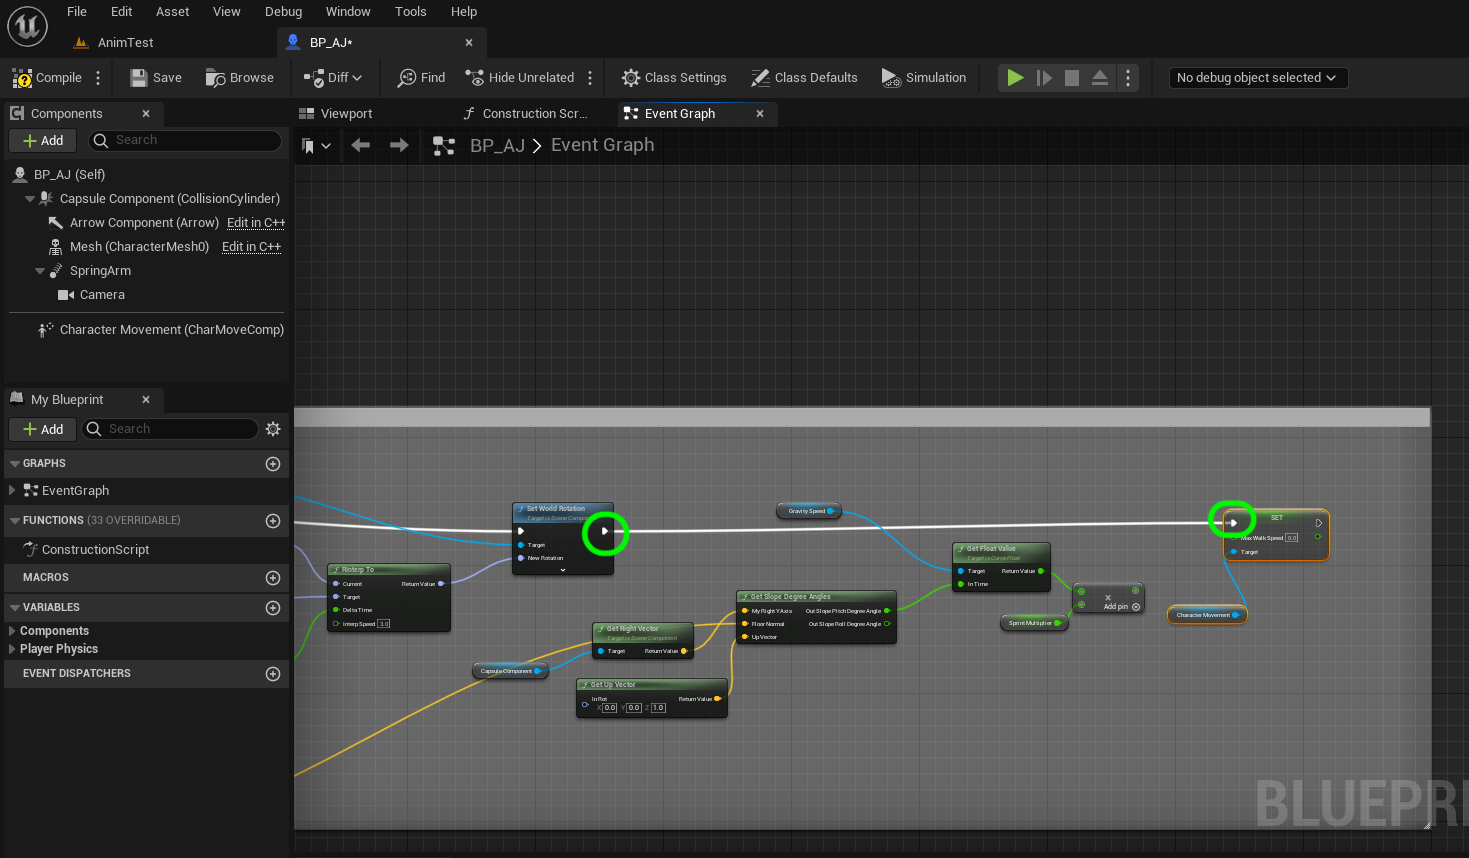 File Edit Asset View Debug Window Tools Help
AnimTest
BP_AJ*
Compile Save Browse Diff Find Hide Unrelated Class Settings Class Defaults Simulation No debug object selected
Components
Viewport
Construction Scr...
Event Graph
Add
Search
BP_AJ > Event Graph
BP_AJ (Self)
Capsule Component (CollisionCylinder)
Arrow Component (Arrow) Edit in C++
Mesh (CharacterMesh0) Edit in C++
SpringArm
Camera
Character Movement (CharMoveComp)
My Blueprint
Add
Search
GRAPHS
EventGraph
FUNCTIONS (33 OVERRIDABLE)
ConstructionScript
MACROS
VARIABLES
Components
Player Physics
EVENT DISPATCHERS
RInterp To
Current
Return Value
Target
Delta Time
Interp Speed 3.0
Set World Rotation
Target is Scene Compon
Target
New Rotation
Capsule Component
Get Right Vector
Target is Scene Component
Target
Return Value
Get Up Vector
In Rot
Return Value
X 0.0 Y 0.0 Z 1.0
Get Slope Degree Angles
My Right YAxis
Out Slope Pitch Degree Angle
Floor Normal
Out Slope Roll Degree Angle
Up Vector
Gravity Speed
Get Float Value
Target is Curve Float
Target
Return Value
In Time
Sprint Multiplier
Add pin
SET
Max Walk Speed 0.0
Target
Character Movement
BLUEPRI